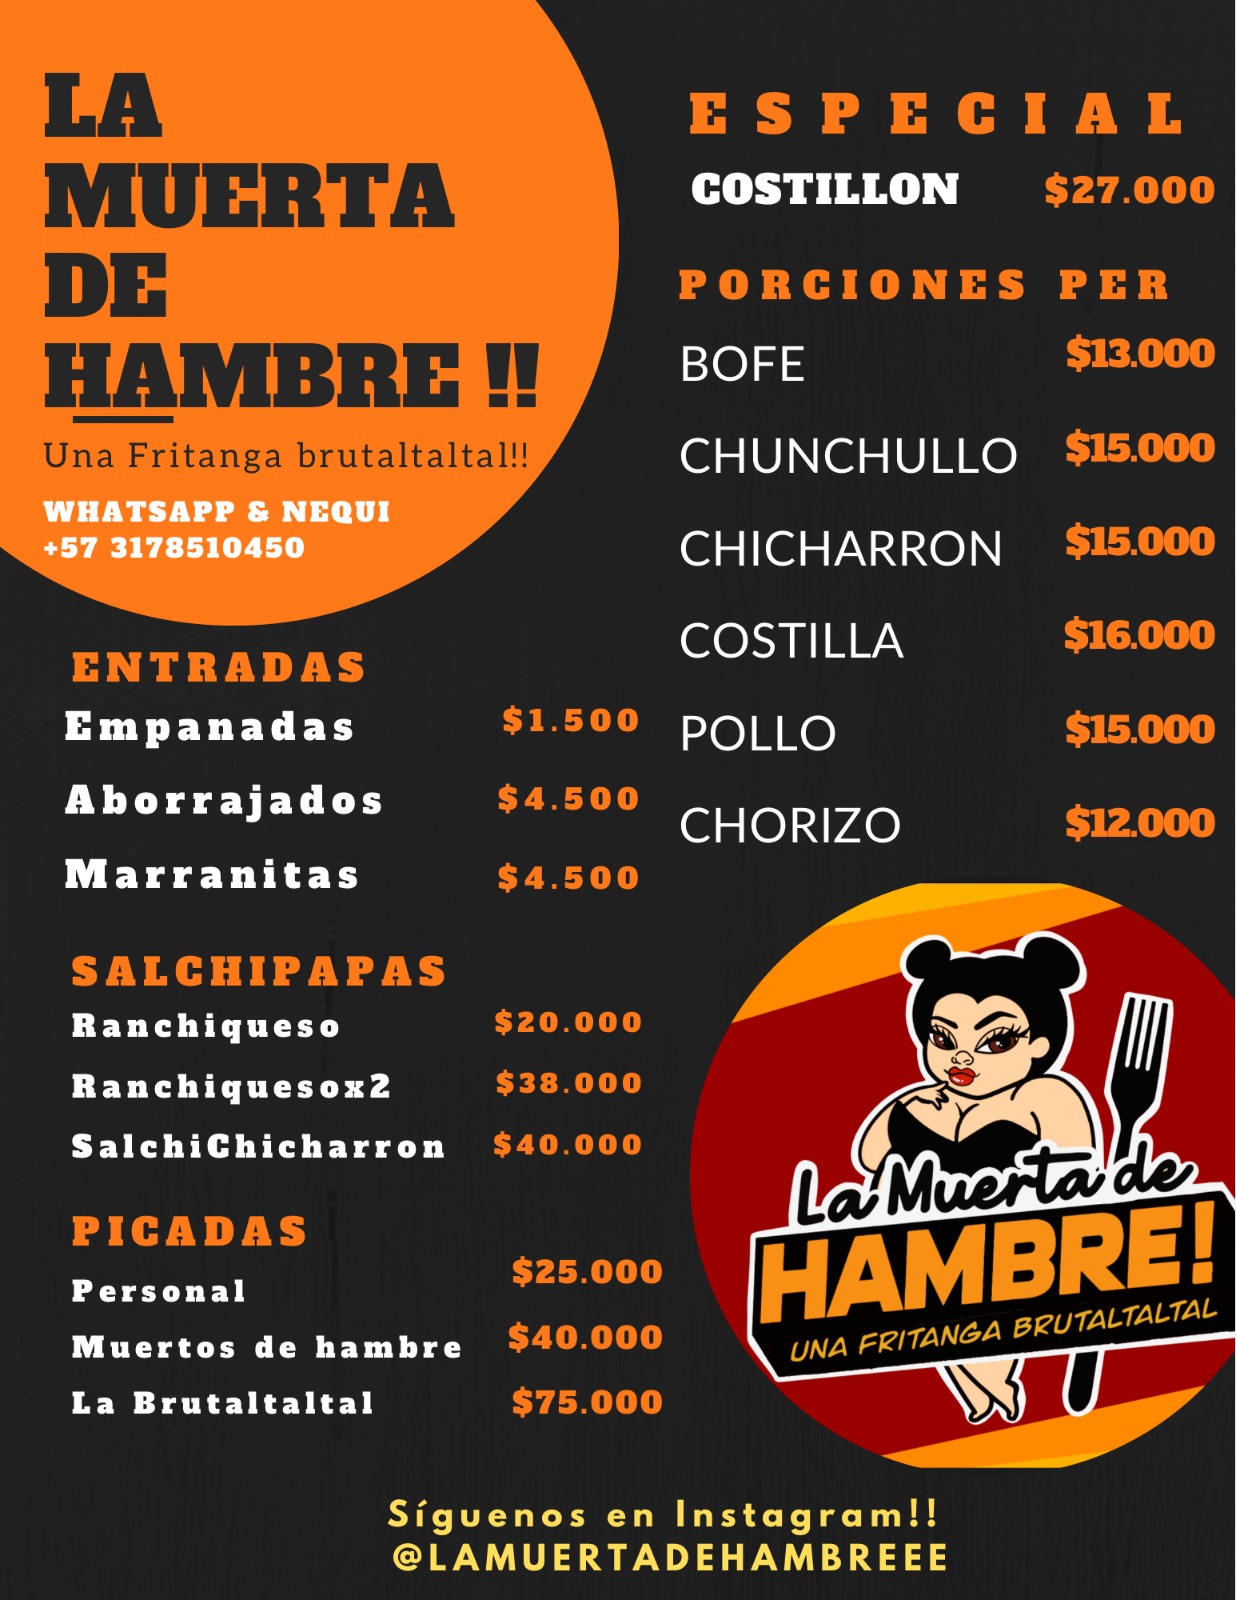 LA
MUERTA
DE
HAMBRE !!
Una Fritanga brutaltaltal!!
WHATSAPP & NEQUI
+57 3178510450
ENTRADAS
Empanadas $1.500
Aborrajados $4.500
Marranitas $4.500
SALCHIPAPAS
Ranchiqueso $20.000
Ranchiquesox2 $38.000
SalchiChicharron $40.000
PICADAS
Personal $25.000
Muertos de hambre $40.000
La Brutaltaltal $75.000
ESPECIAL
COSTILLON $27.000
PORCIONES PER
BOFE $13.000
CHUNCHULLO $15.000
CHICHARRON $15.000
COSTILLA $16.000
POLLO $15.000
CHORIZO $12.000
La Muerta de
HAMBRE!
UNA FRITANGA BRUTALTALTAL
Síguenos en Instagram!!
@LAMUERTADEHAMBREEE